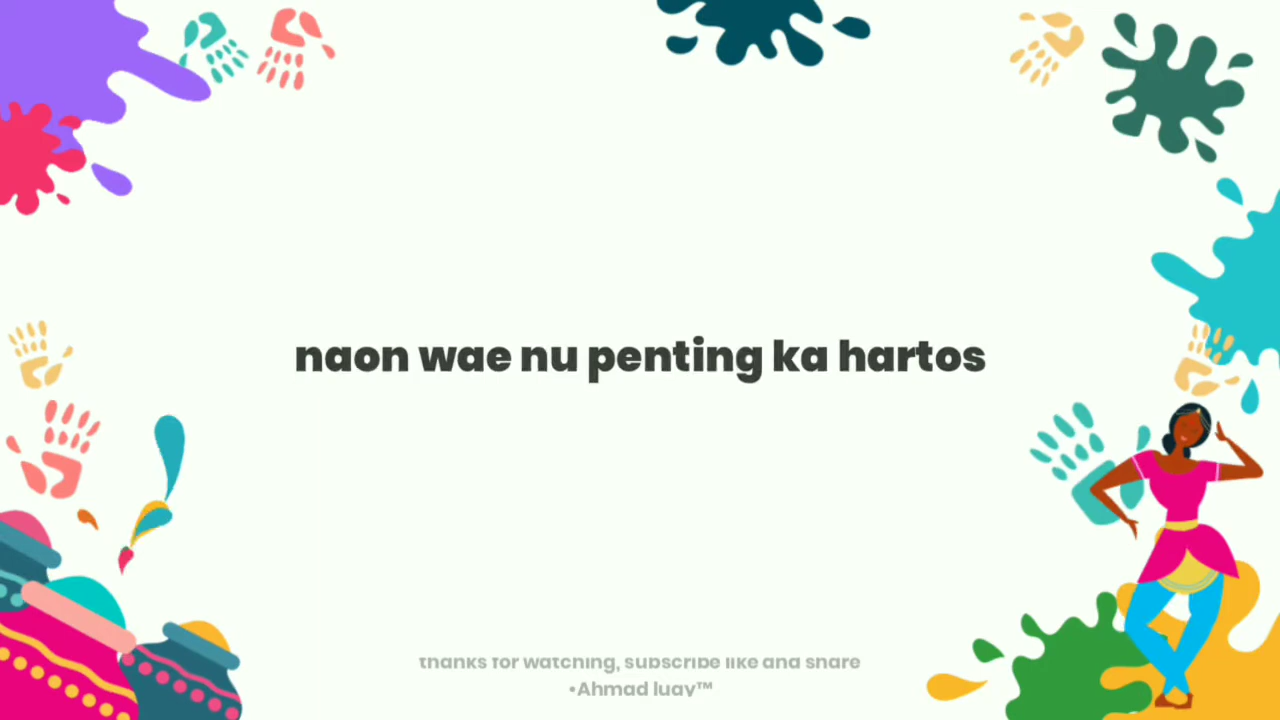 naon wae nu penting ka hartos
thanks for watching, subscribe like and share
•Ahmad luay™